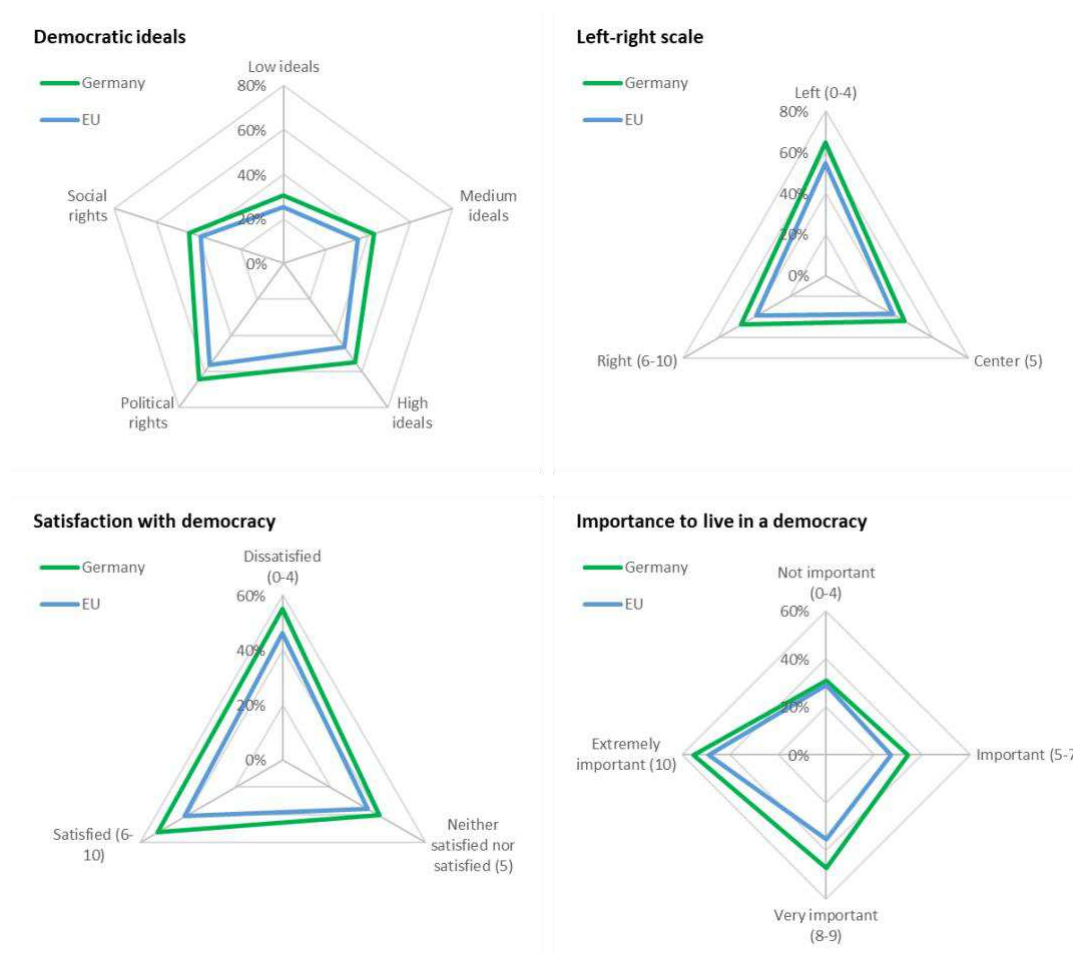 Democratic ideals
Germany
EU
Low ideals
80%
60%
40%
20%
0%
Social
rights
Medium
ideals
Political
rights
High
ideals
Left-right scale
Germany
EU
Left (0-4)
80%
60%
40%
20%
0%
Right (6-10)
Center (5)
Satisfaction with democracy
Germany
EU
Dissatisfied
(0-4)
60%
40%
20%
0%
Satisfied (6-
10)
Neither
satisfied nor
satisfied (5)
Importance to live in a democracy
Germany
EU
Not important
(0-4)
60%
40%
20%
0%
Extremely
important (10)
Important (5-7
Very important
(8-9)